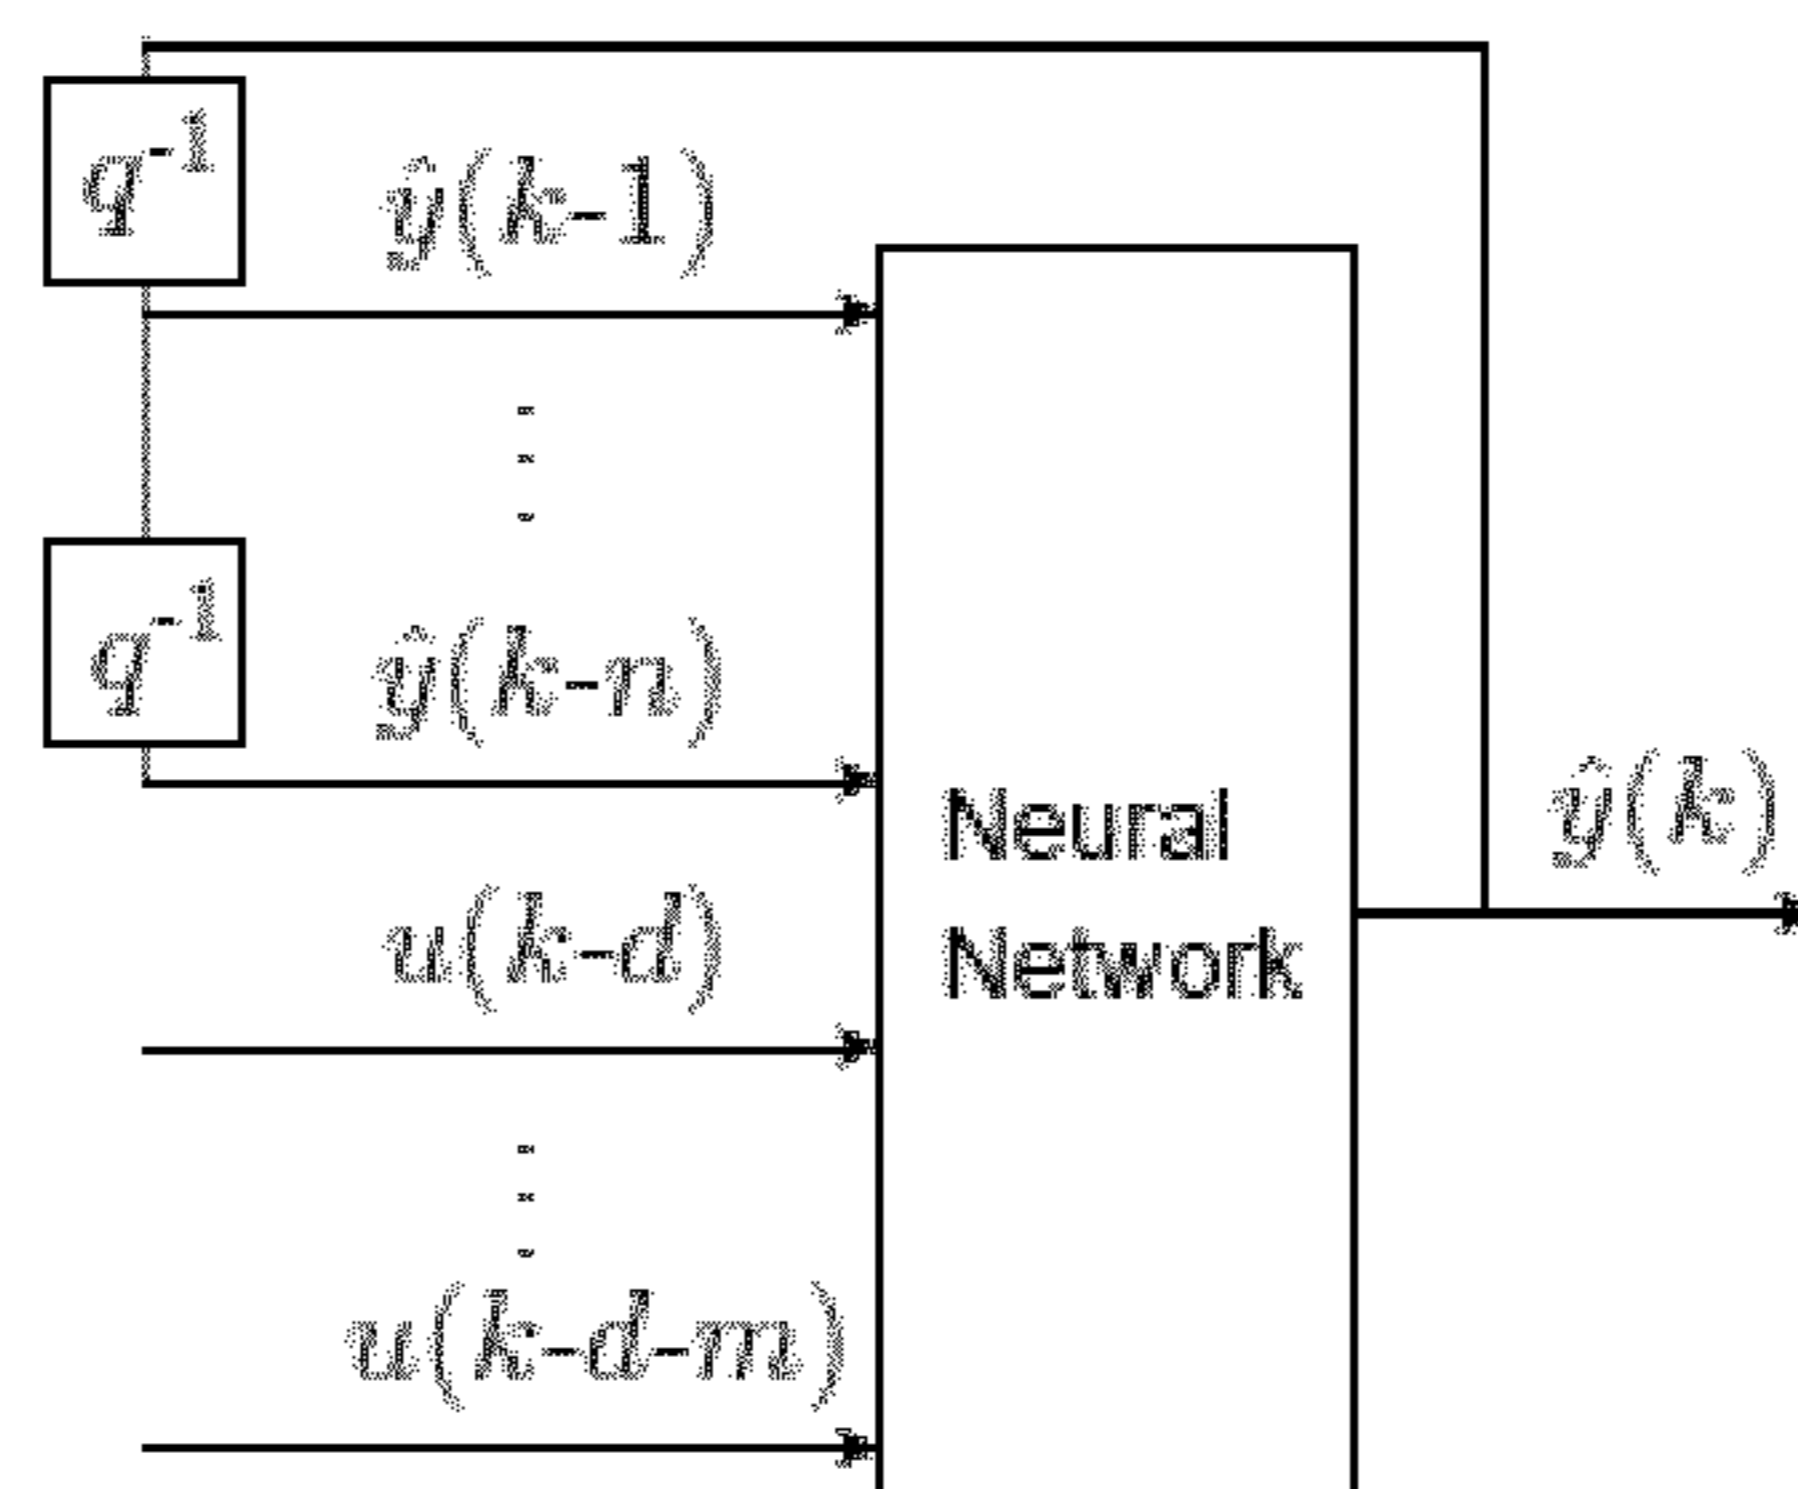 q⁻¹
ŷ(k-1)
q⁻¹
ŷ(k-n)
Neural
Network
ŷ(k)
u(k-d)
u(k-d-m)